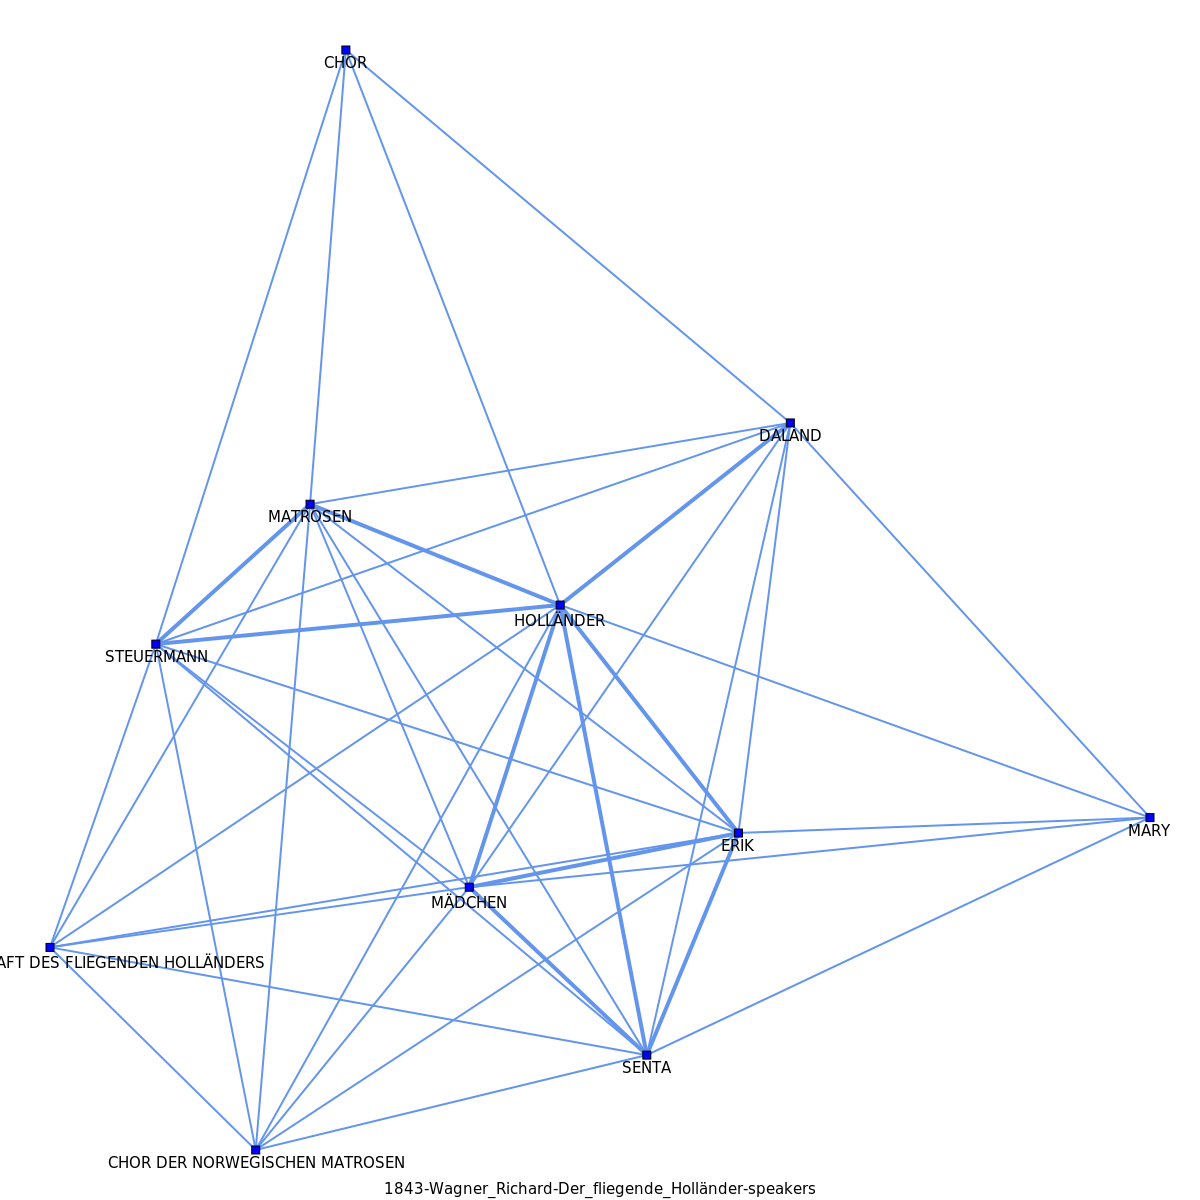 CHOR
DALAND
MATROSEN
HOLLÄNDER
STEUERMANN
MARY
ERIK
MÄDCHEN
AFT DES FLIEGENDEN HOLLÄNDERS
SENTA
CHOR DER NORWEGISCHEN MATROSEN
1843-Wagner_Richard-Der_fliegende_Holländer-speakers